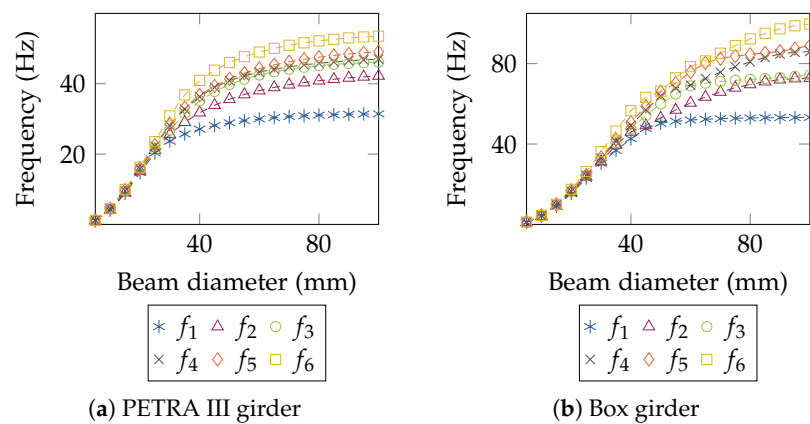 40
20
Frequency (Hz)
40
80
Beam diameter (mm)
f1 f2 f3
f4 f5 f6
(a) PETRA III girder
80
40
Frequency (Hz)
40
80
Beam diameter (mm)
f1 f2 f3
f4 f5 f6
(b) Box girder